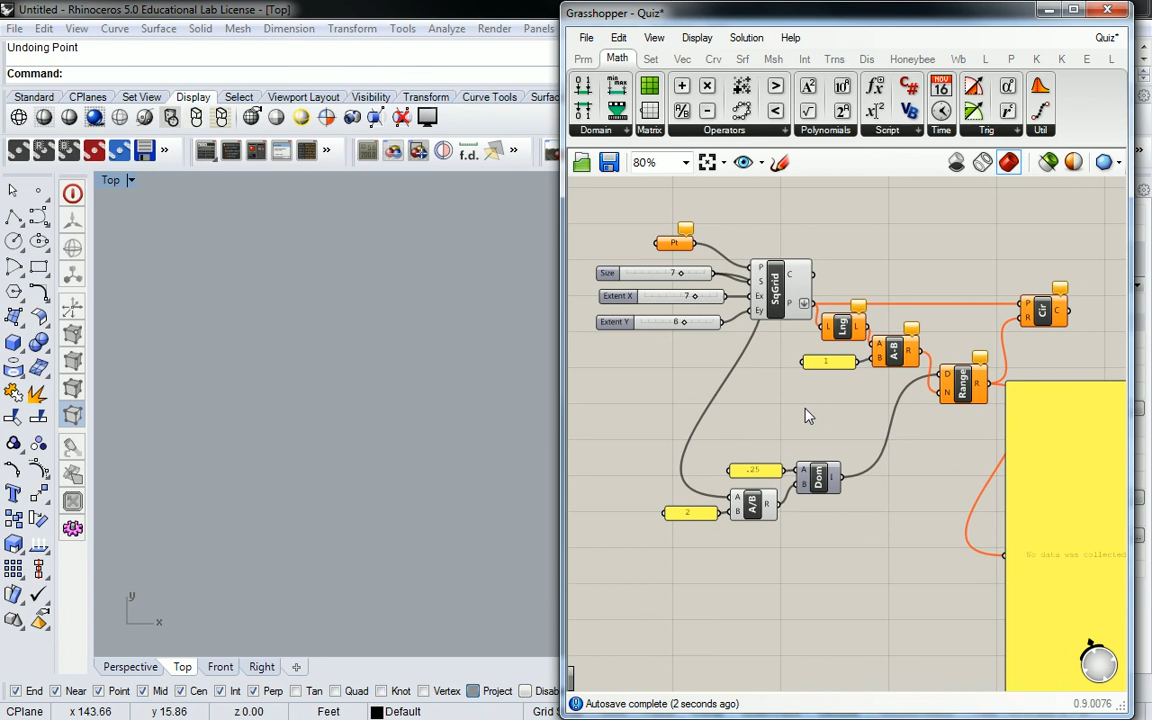 Untitled - Rhinoceros 5.0 Educational Lab License - [Top]
File Edit View Curve Surface Solid Mesh Dimension Transform Tools Analyze Render Panels
Undoing Point
Command:
Standard CPlanes Set View Display Select Viewport Layout Visibility Transform Curve Tools
f.d.
Top
y
x
Perspective Top Front Right
End Near Point Mid Cen Int Perp Tan Quad Knot Vertex Project
CPlane x 143.66 y 15.86 z 0.00 Feet Default
Grasshopper - Quiz*
File Edit View Display Solution Help Quiz*
Prm Math Set Vec Crv Srf Msh Int Trns Dis Honeybee Wb L P K K E L
Domain Matrix Operators Polynomials Script Time Trig Util
80%
Pt
Size 7
Extent X 7
Extent Y 6
P
S
Ex
Ey
SqGrid
C
P
L Lng L
1
A
B
A-B
R
D
N
Range
R
P
R
Cir
C
.25
2
A
B
A/B
R
A
B
Dom
I
No data was collected
Autosave complete (2 seconds ago)
0.9.0076